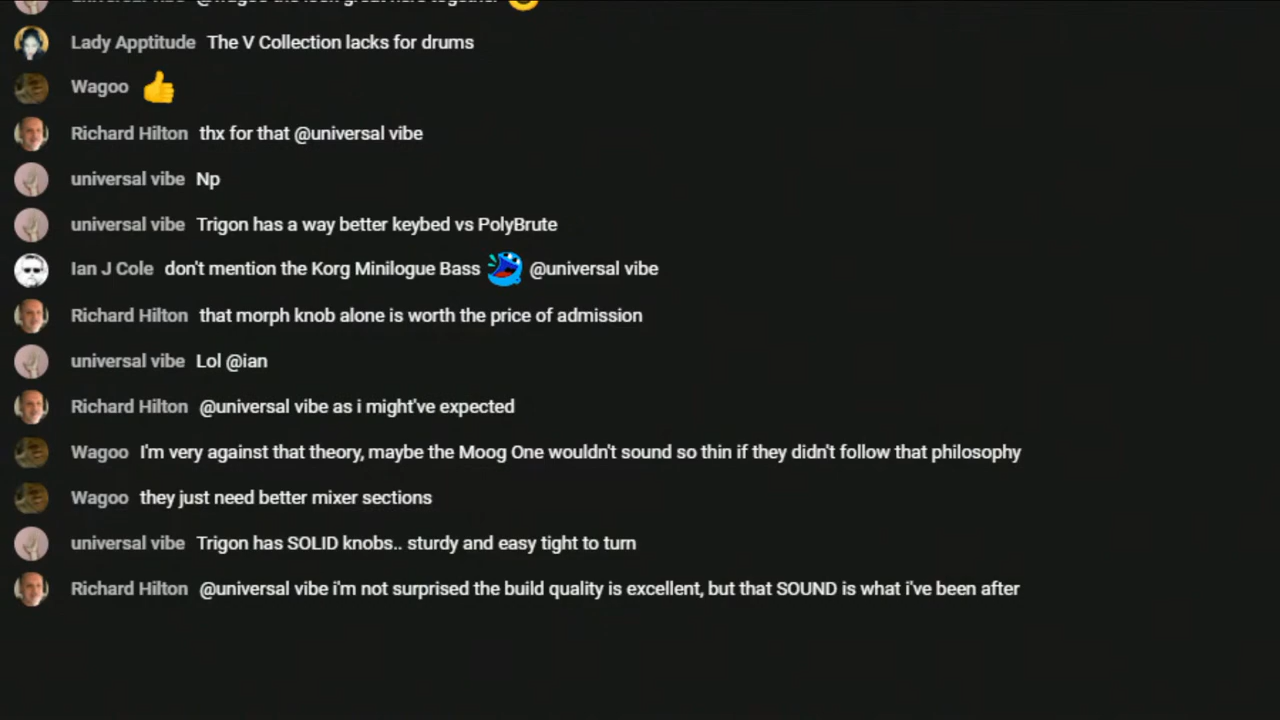 Lady Apptitude The V Collection lacks for drums
Wagoo 👍
Richard Hilton thx for that @universal vibe
universal vibe Np
universal vibe Trigon has a way better keybed vs PolyBrute
Ian J Cole don't mention the Korg Minilogue Bass @universal vibe
Richard Hilton that morph knob alone is worth the price of admission
universal vibe Lol @ian
Richard Hilton @universal vibe as i might've expected
Wagoo I'm very against that theory, maybe the Moog One wouldn't sound so thin if they didn't follow that philosophy
Wagoo they just need better mixer sections
universal vibe Trigon has SOLID knobs.. sturdy and easy tight to turn
Richard Hilton @universal vibe i'm not surprised the build quality is excellent, but that SOUND is what i've been after